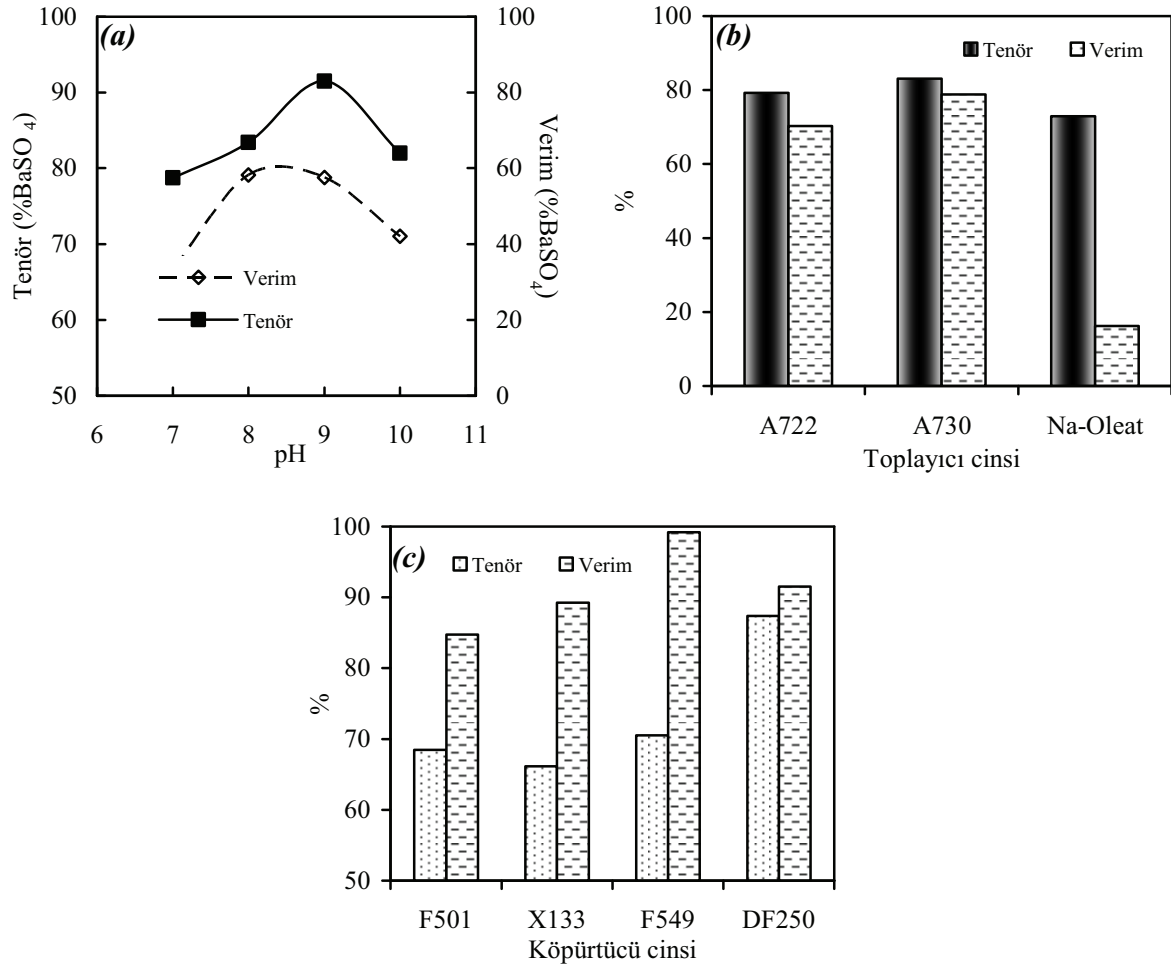 (a)
100
90
80
70
60
50
Tenör (%BaSO4)
100
80
60
40
20
0
Verim (%BaSO4)
Verim
Tenör
6 7 8 9 10 11
pH
(b)
Tenör Verim
100
80
60
40
20
0
%
A722 A730 Na-Oleat
Toplayıcı cinsi
(c)
Tenör Verim
100
90
80
70
60
50
%
F501 X133 F549 DF250
Köpürtücü cinsi